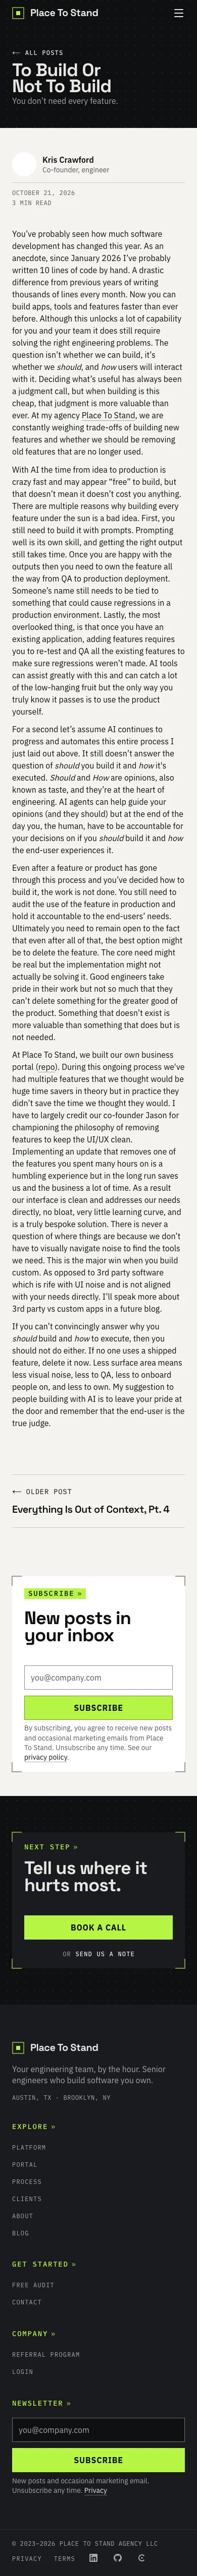 Place To Stand
← ALL POSTS
To Build Or
Not To Build
You don't need every feature.
Kris Crawford
Co-founder, engineer
OCTOBER 21, 2026
3 MIN READ
You've probably seen how much software
development has changed this year. As an
anecdote, since January 2026 I've probably
written 10 lines of code by hand. A drastic
difference from previous years of writing
thousands of lines every month. Now you can
build apps, tools and features faster than ever
before. Although this unlocks a lot of capability
for you and your team it does still require
solving the right engineering problems. The
question isn't whether we can build, it's
whether we should, and how users will interact
with it. Deciding what's useful has always been
a judgment call, but when building is this
cheap, that judgment is more valuable than
ever. At my agency Place To Stand, we are
constantly weighing trade-offs of building new
features and whether we should be removing
old features that are no longer used.
With AI the time from idea to production is
crazy fast and may appear “free” to build, but
that doesn't mean it doesn't cost you anything.
There are multiple reasons why building every
feature under the sun is a bad idea. First, you
still need to build it with prompts. Prompting
well is its own skill, and getting the right output
still takes time. Once you are happy with the
outputs then you need to own the feature all
the way from QA to production deployment.
Someone's name still needs to be tied to
something that could cause regressions in a
production environment. Lastly, the most
overlooked thing, is that once you have an
existing application, adding features requires
you to re-test and QA all the existing features to
make sure regressions weren't made. AI tools
can assist greatly with this and can catch a lot
of the low-hanging fruit but the only way you
truly know it passes is to use the product
yourself.
For a second let's assume AI continues to
progress and automates this entire process I
just laid out above. It still doesn't answer the
question of should you build it and how it's
executed. Should and How are opinions, also
known as taste, and they're at the heart of
engineering. AI agents can help guide your
opinions (and they should) but at the end of the
day you, the human, have to be accountable for
your decisions on if you should build it and how
the end-user experiences it.
Even after a feature or product has gone
through this process and you've decided how to
build it, the work is not done. You still need to
audit the use of the feature in production and
hold it accountable to the end-users' needs.
Ultimately you need to remain open to the fact
that even after all of that, the best option might
be to delete the feature. The core need might
be real but the implementation might not
actually be solving it. Good engineers take
pride in their work but not so much that they
can't delete something for the greater good of
the product. Something that doesn't exist is
more valuable than something that does but is
not needed.
At Place To Stand, we built our own business
portal (repo). During this ongoing process we've
had multiple features that we thought would be
huge time savers in theory but in practice they
didn't save the time we thought they would. I
have to largely credit our co-founder Jason for
championing the philosophy of removing
features to keep the UI/UX clean.
Implementing an update that removes one of
the features you spent many hours on is a
humbling experience but in the long run saves
us and the business a lot of time. As a result
our interface is clean and addresses our needs
directly, no bloat, very little learning curve, and
is a truly bespoke solution. There is never a
question of where things are because we don't
have to visually navigate noise to find the tools
we need. This is the major win when you build
custom. As opposed to 3rd party software
which is rife with UI noise and is not aligned
with your needs directly. I'll speak more about
3rd party vs custom apps in a future blog.
If you can't convincingly answer why you
should build and how to execute, then you
should not do either. If no one uses a shipped
feature, delete it now. Less surface area means
less visual noise, less to QA, less to onboard
people on, and less to own. My suggestion to
people building with AI is to leave your pride at
the door and remember that the end-user is the
true judge.
← OLDER POST
Everything Is Out of Context, Pt. 4
SUBSCRIBE »
New posts in
your inbox
you@company.com
SUBSCRIBE
By subscribing, you agree to receive new posts
and occasional marketing emails from Place
To Stand. Unsubscribe any time. See our
privacy policy.
NEXT STEP »
Tell us where it
hurts most.
BOOK A CALL
OR SEND US A NOTE
Place To Stand
Your engineering team, by the hour. Senior
engineers who build software you own.
AUSTIN, TX · BROOKLYN, NY
EXPLORE »
PLATFORM
PORTAL
PROCESS
CLIENTS
ABOUT
BLOG
GET STARTED »
FREE AUDIT
CONTACT
COMPANY »
REFERRAL PROGRAM
LOGIN
NEWSLETTER »
you@company.com
SUBSCRIBE
New posts and occasional marketing email.
Unsubscribe any time. Privacy
© 2023–2026 PLACE TO STAND AGENCY LLC
PRIVACY TERMS